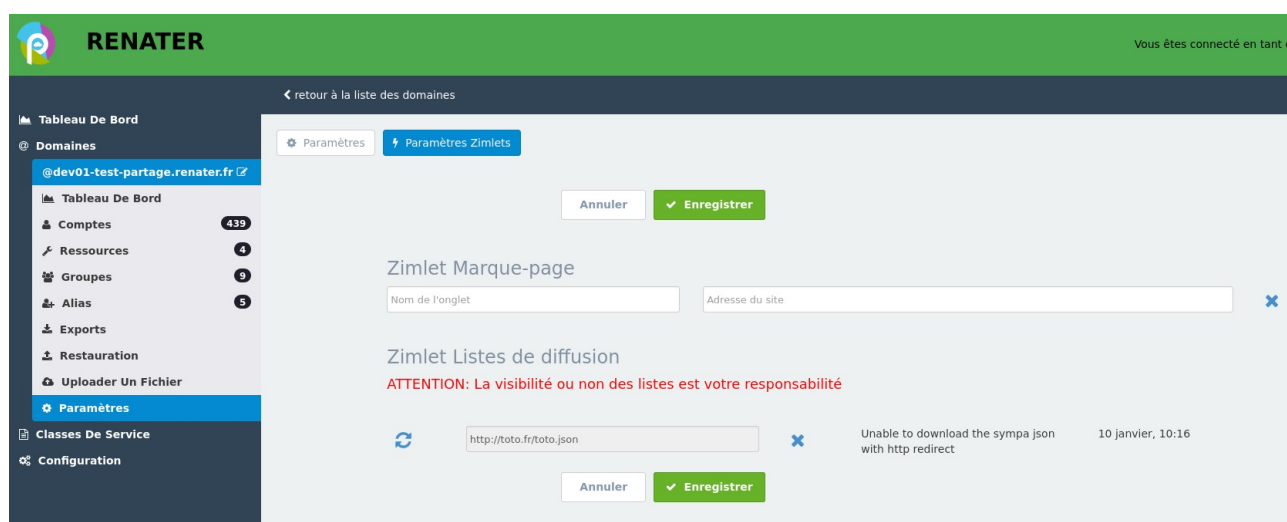 RENATER
Vous êtes connecté en tant
retour à la liste des domaines
Tableau De Bord
Domaines
@dev01-test-partage.renater.fr
Tableau De Bord
Comptes 439
Ressources 4
Groupes 9
Alias 5
Exports
Restauration
Uploader Un Fichier
Paramètres
Classes De Service
Configuration
Paramètres Paramètres Zimlets
Annuler Enregistrer
Zimlet Marque-page
Nom de l'onglet Adresse du site
Zimlet Listes de diffusion
ATTENTION: La visibilité ou non des listes est votre responsabilité
http://toto.fr/toto.json Unable to download the sympa json 10 janvier, 10:16
with http redirect
Annuler Enregistrer